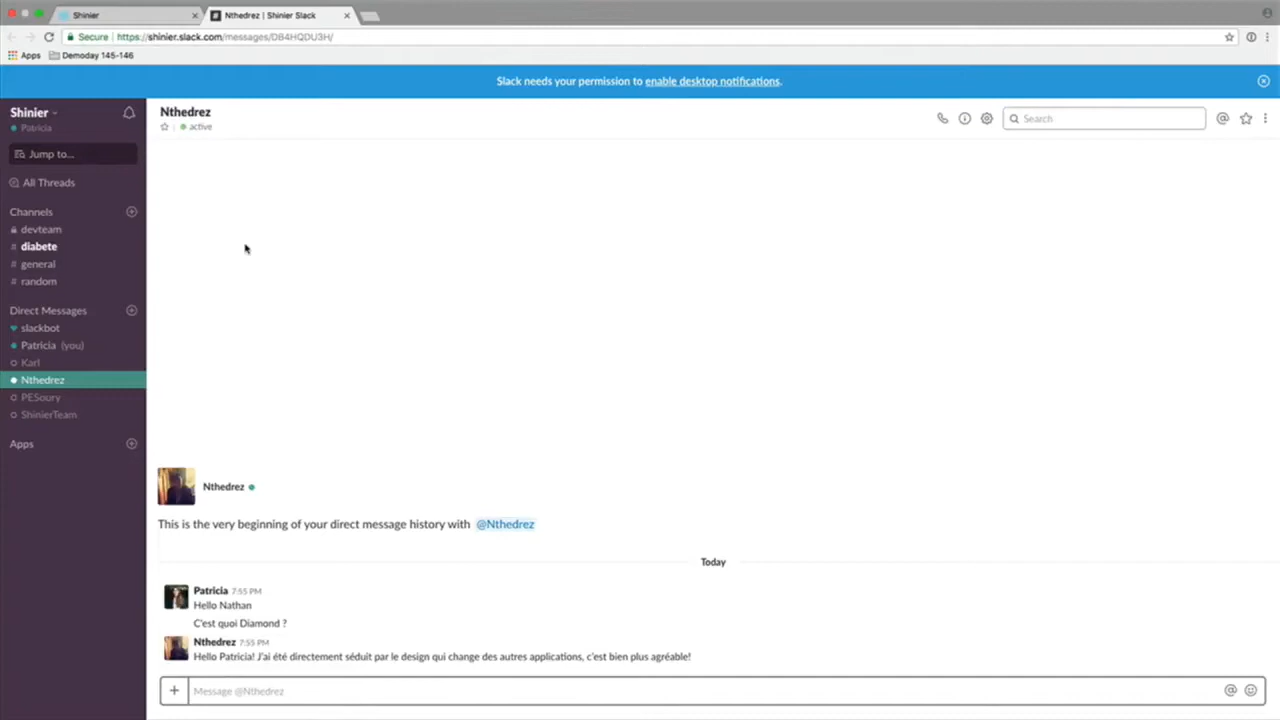 Shinier
Nthedrez | Shinier Slack
Secure https://shinier.slack.com/messages/D84HQDU3H/
Apps Demoday 145-146
Slack needs your permission to enable desktop notifications.
Shinier
Patricia
Jump to...
All Threads
Channels
devteam
# diabete
# general
# random
Direct Messages
slackbot
Patricia (you)
Karl
Nthedrez
PESoury
ShinierTeam
Apps
Nthedrez
active
Search
Nthedrez
This is the very beginning of your direct message history with @Nthedrez
Today
Patricia 7:55 PM
Hello Nathan
C'est quoi Diamond ?
Nthedrez 7:55 PM
Hello Patricia! J'ai été directement séduit par le design qui change des autres applications, c'est bien plus agréable!
Message @Nthedrez